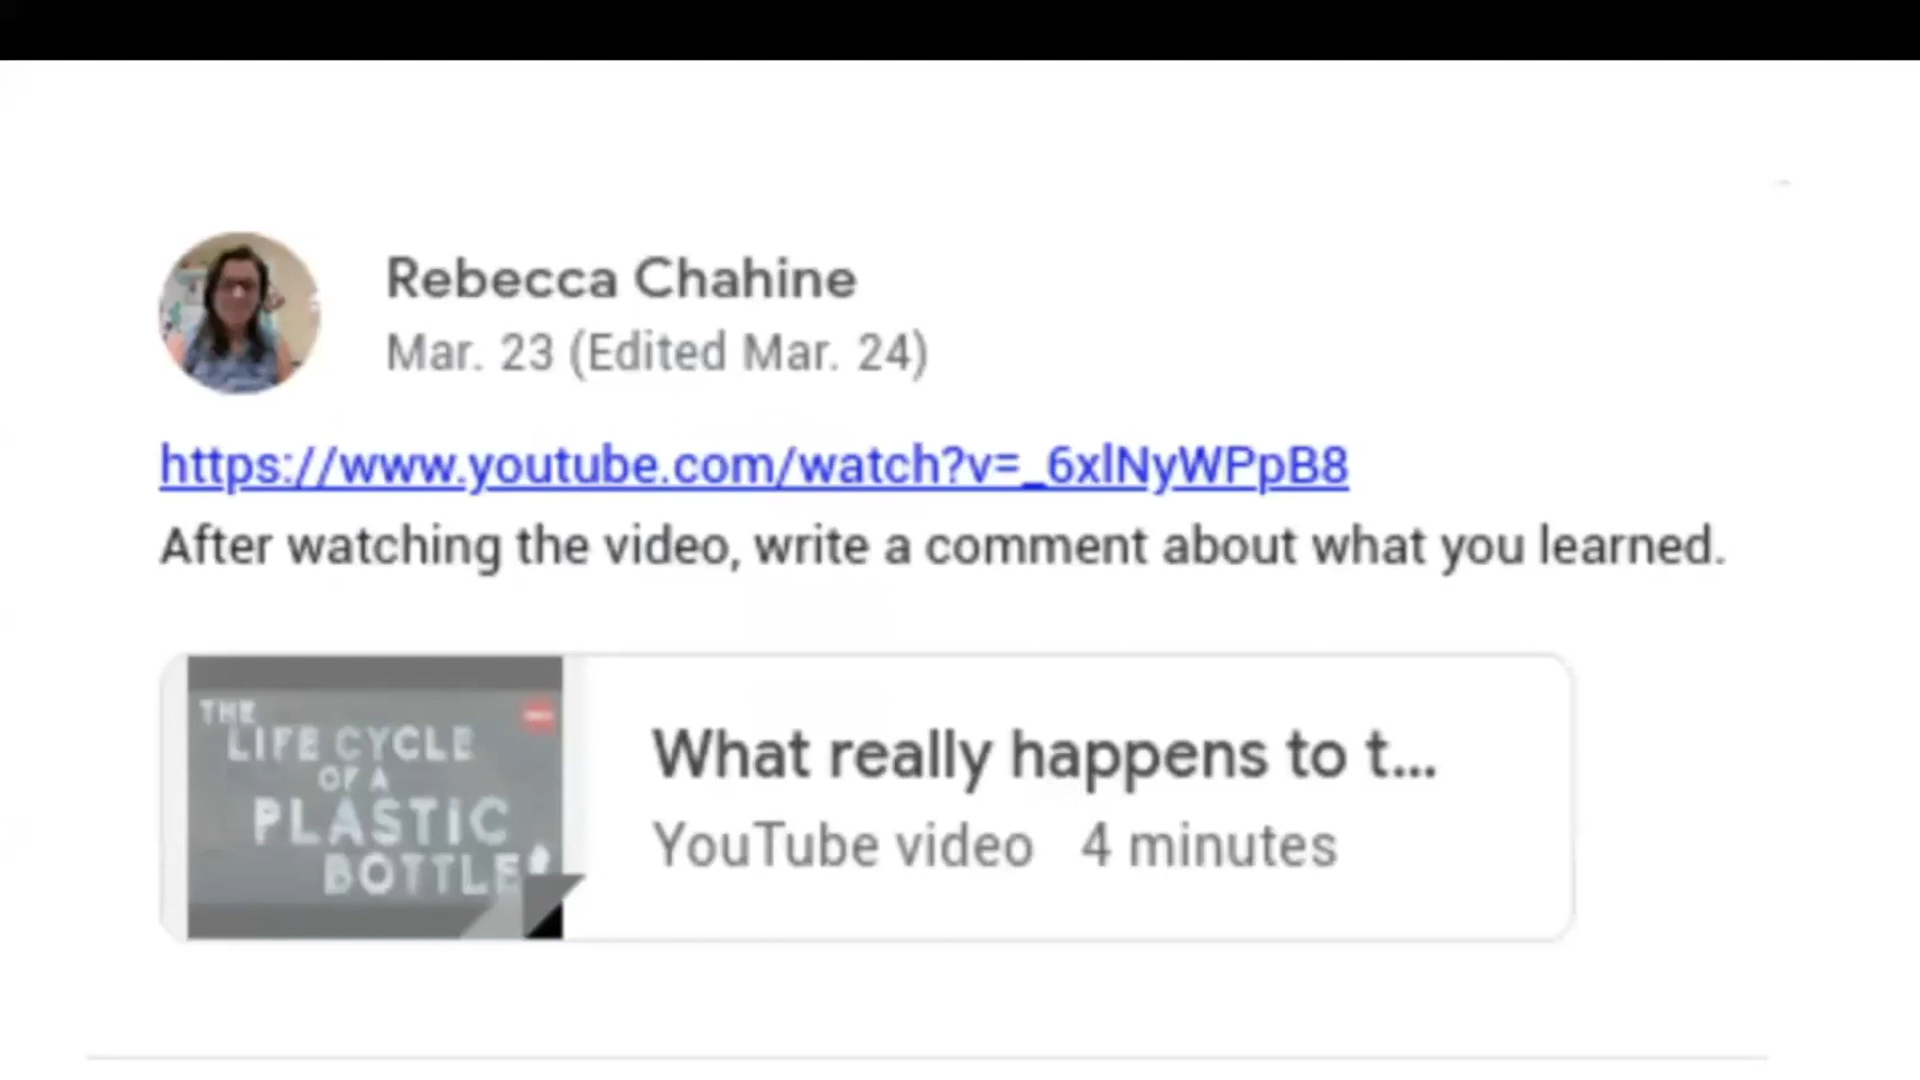 Rebecca Chahine
Mar. 23 (Edited Mar. 24)
https://www.youtube.com/watch?v=_6xlNyWPpB8
After watching the video, write a comment about what you learned.
THE
LIFE CYCLE
OF A
PLASTIC
BOTTLE
What really happens to t...
YouTube video 4 minutes